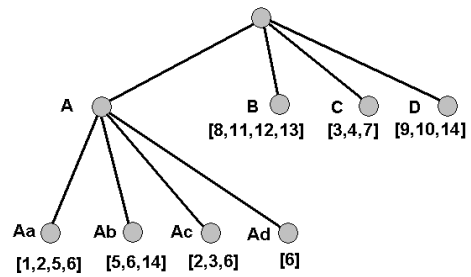 A B C D
[8,11,12,13] [3,4,7] [9,10,14]
Aa Ab Ac Ad
[1,2,5,6] [5,6,14] [2,3,6] [6]